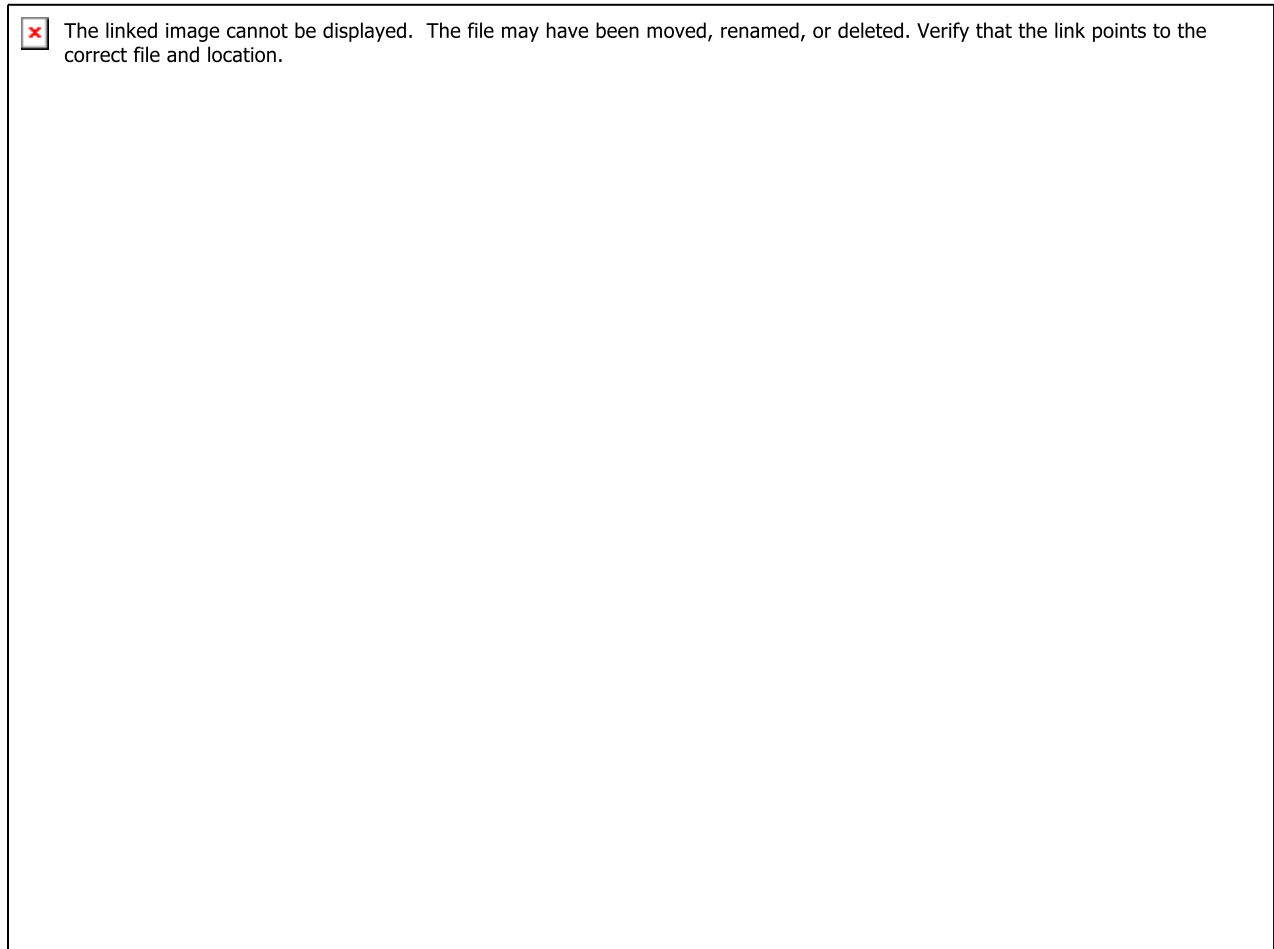 The linked image cannot be displayed.  The file may have been moved, renamed, or deleted. Verify that the link points to the
correct file and location.